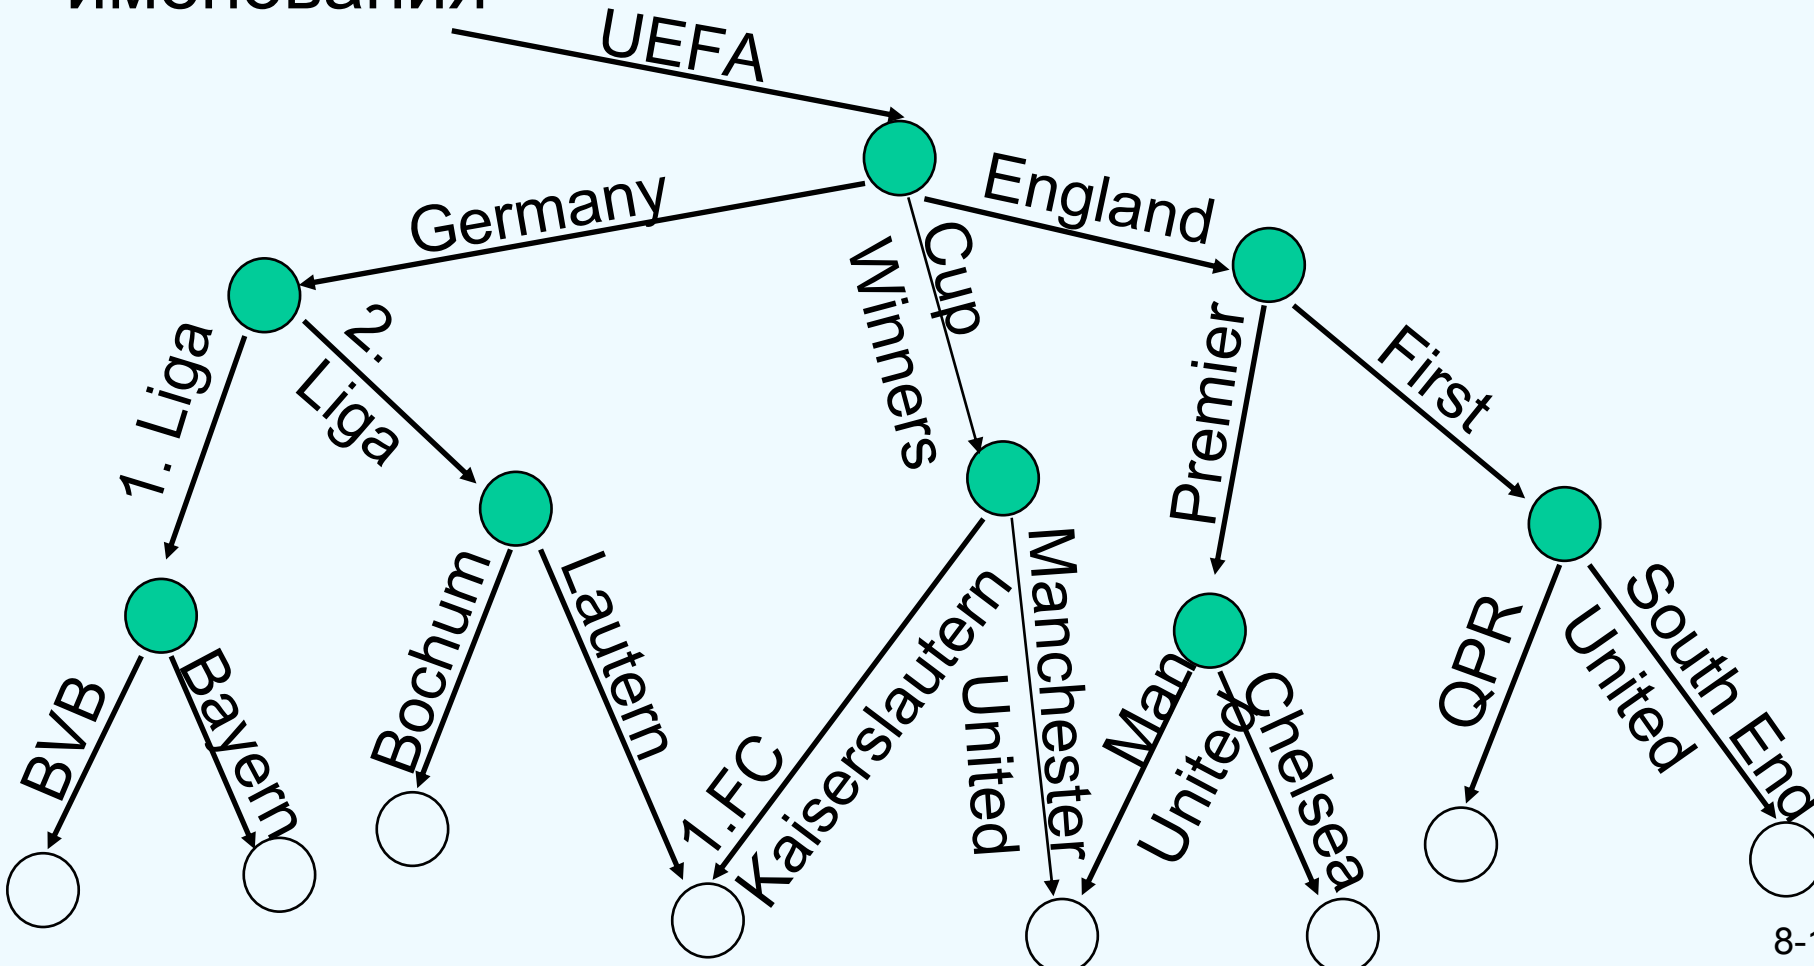 именования
UEFA
Germany
Cup
Winners
England
1. Liga
2.
Liga
Premier
First
BVB
Bayern
Bochum
Lautern
1.FC
Kaiserslautern
Manchester
United
Man
United
Chelsea
QPR
South End
United